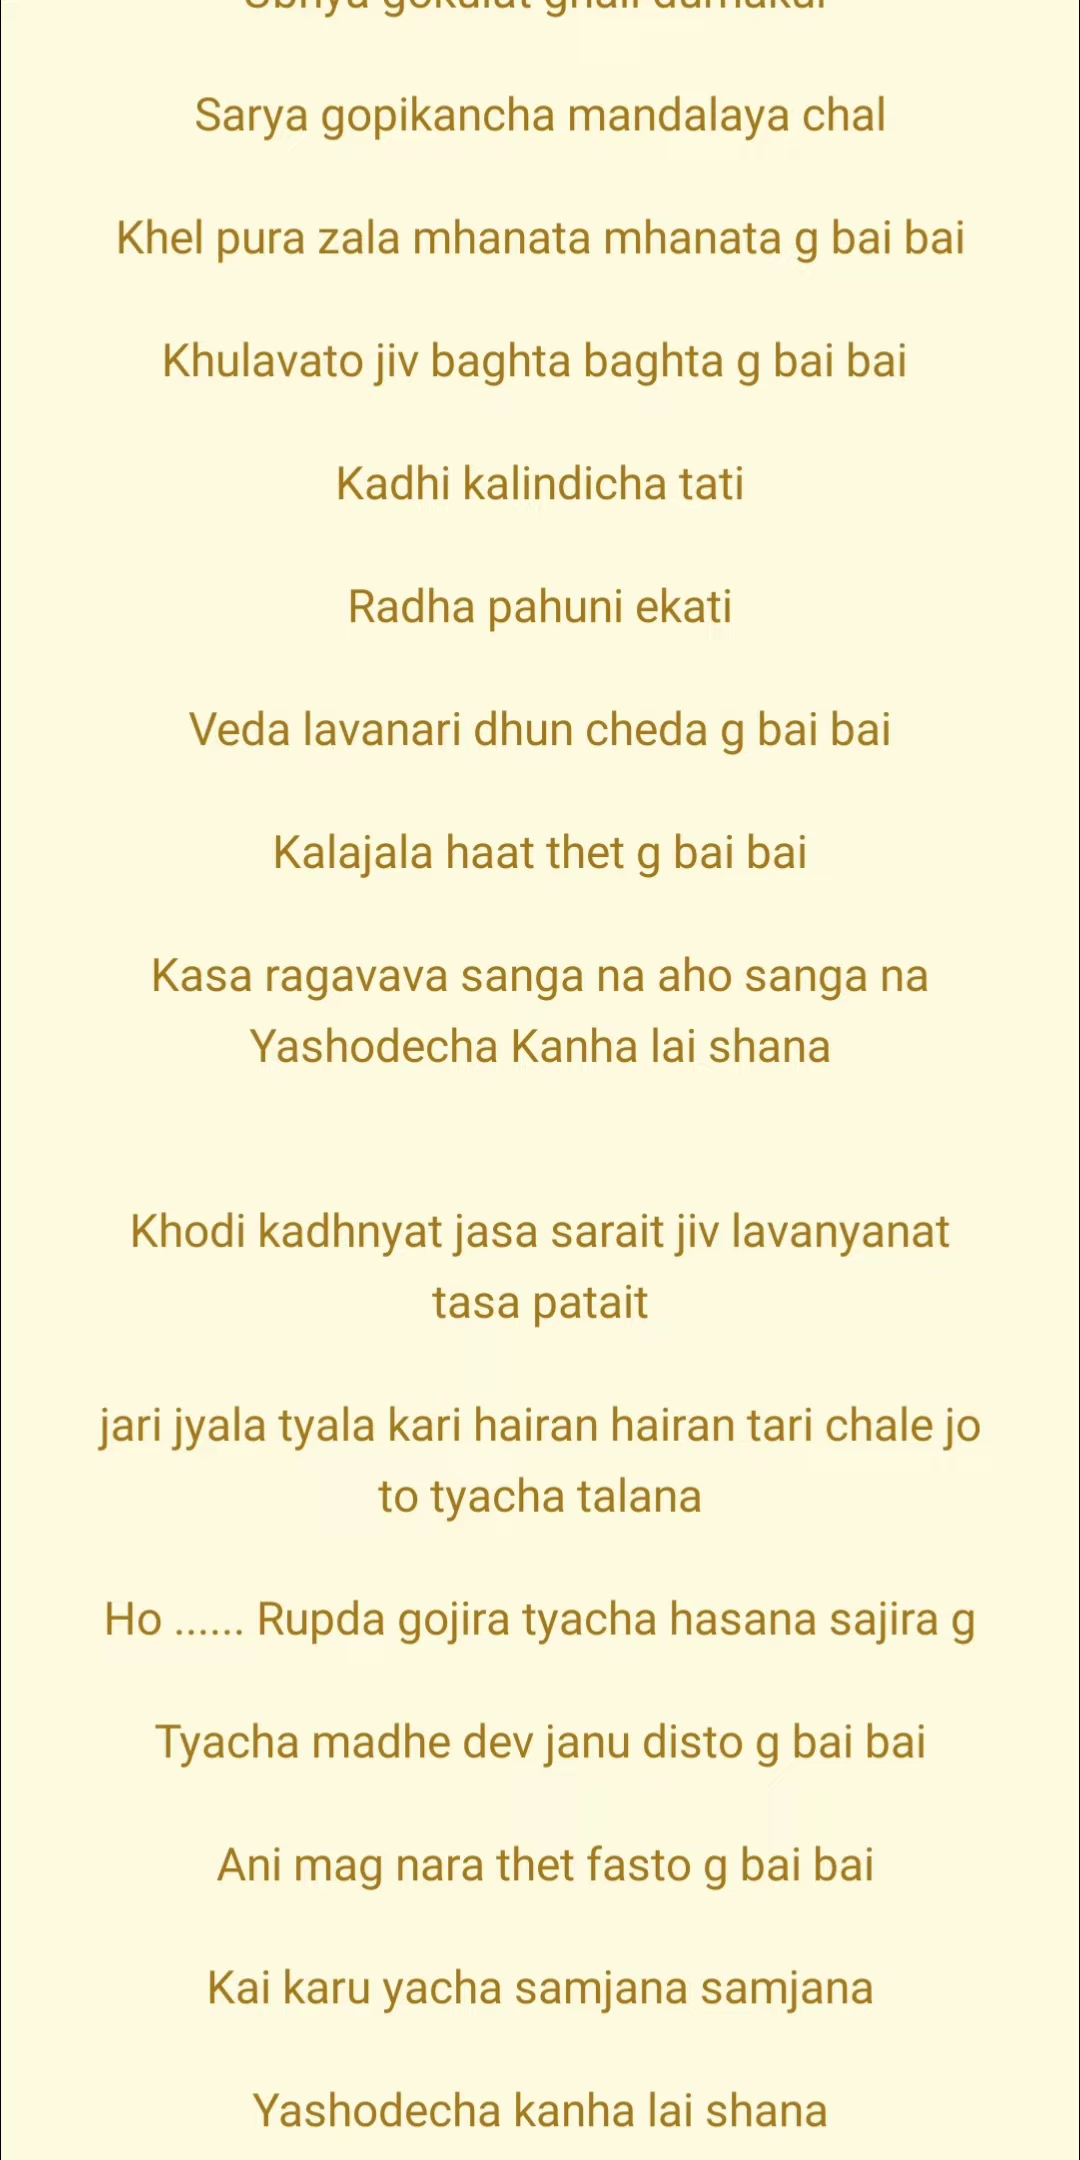 Sarya gopikancha mandalaya chal
Khel pura zala mhanata mhanata g bai bai
Khulavato jiv baghta baghta g bai bai
Kadhi kalindicha tati
Radha pahuni ekati
Veda lavanari dhun cheda g bai bai
Kalajala haat thet g bai bai
Kasa ragavava sanga na aho sanga na
Yashodecha Kanha lai shana
Khodi kadhnyat jasa sarait jiv lavanyanat
tasa patait
jari jyala tyala kari hairan hairan tari chale jo
to tyacha talana
Ho ...... Rupda gojira tyacha hasana sajira g
Tyacha madhe dev janu disto g bai bai
Ani mag nara thet fasto g bai bai
Kai karu yacha samjana samjana
Yashodecha kanha lai shana